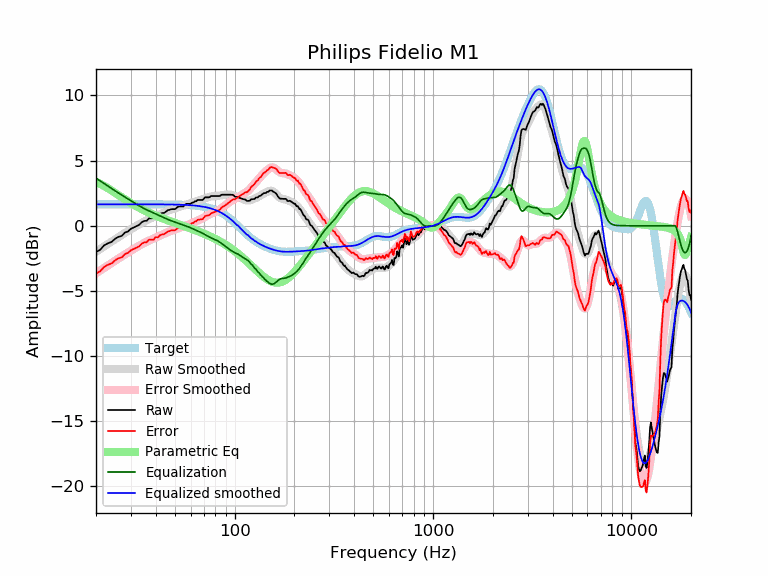 Philips Fidelio M1
10
5
0
−5
−10
−15
−20
Amplitude (dBr)
Target
Raw Smoothed
Error Smoothed
Raw
Error
Parametric Eq
Equalization
Equalized smoothed
100
1000
10000
Frequency (Hz)